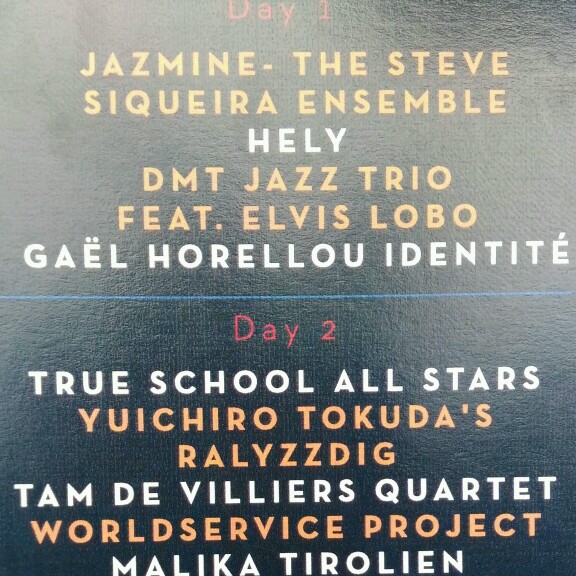 Day 1
JAZMINE- THE STEVE
SIQUEIRA ENSEMBLE
HELY
DMT JAZZ TRIO
FEAT. ELVIS LOBO
GAËL HORELLOU IDENTITÉ
Day 2
TRUE SCHOOL ALL STARS
YUICHIRO TOKUDA'S
RALYZZDIG
TAM DE VILLIERS QUARTET
WORLDSERVICE PROJECT
MALIKA TIROLIEN